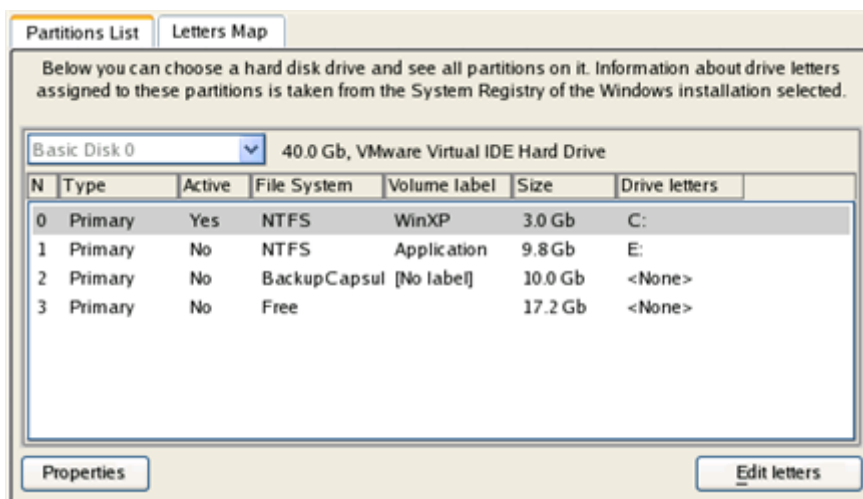 Partitions List Letters Map
Below you can choose a hard disk drive and see all partitions on it. Information about drive letters
assigned to these partitions is taken from the System Registry of the Windows installation selected.
Basic Disk 0 40.0 Gb, VMware Virtual IDE Hard Drive
N Type Active File System Volume label Size Drive letters
0 Primary Yes NTFS WinXP 3.0 Gb C:
1 Primary No NTFS Application 9.8 Gb E:
2 Primary No BackupCapsul [No label] 10.0 Gb <None>
3 Primary No Free 17.2 Gb <None>
Properties Edit letters